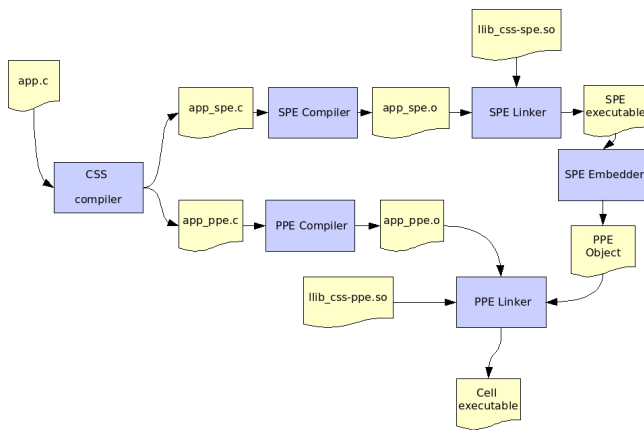 llib_css-spe.so
app.c
app_spe.c
SPE Compiler
app_spe.o
SPE Linker
SPE
executable
CSS
compiler
SPE Embedder
app_ppe.c
PPE Compiler
app_ppe.o
PPE
Object
llib_css-ppe.so
PPE Linker
Cell
executable